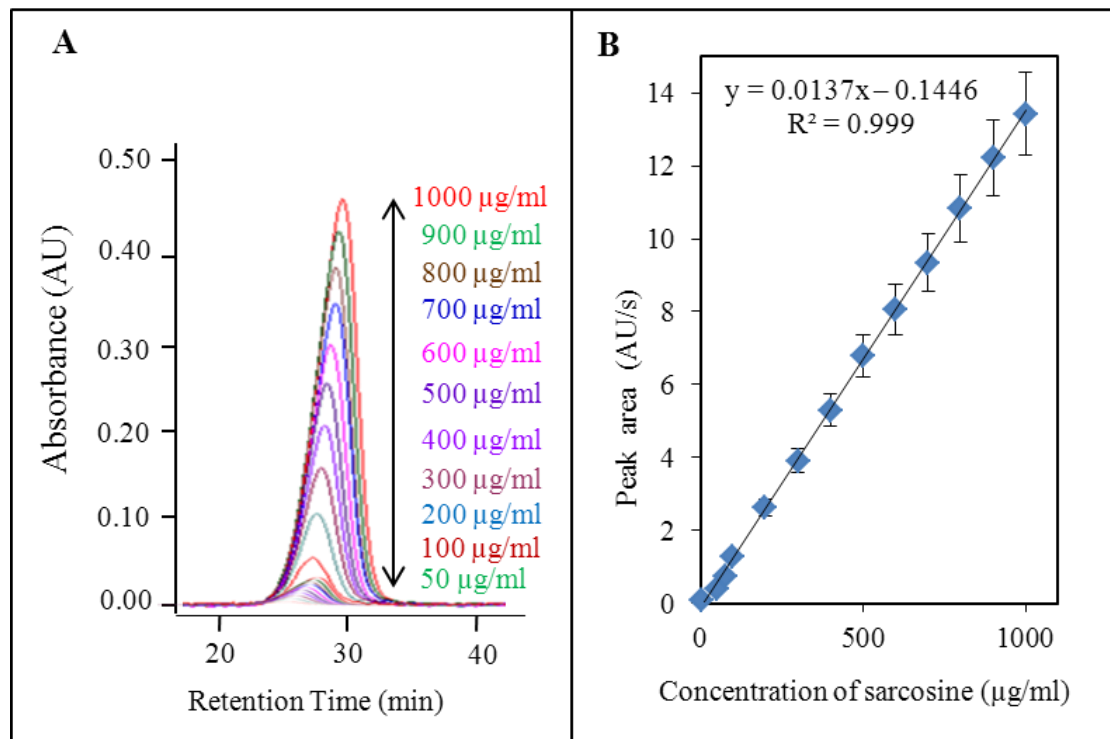 A
Absorbance (AU)
0.50
0.40
0.30
0.20
0.10
0.00
1000 µg/ml
900 µg/ml
800 µg/ml
700 µg/ml
600 µg/ml
500 µg/ml
400 µg/ml
300 µg/ml
200 µg/ml
100 µg/ml
50 µg/ml
20 30 40
Retention Time (min)
B
y = 0.0137x – 0.1446
R² = 0.999
Peak area (AU/s)
14
12
10
8
6
4
2
0
0 500 1000
Concentration of sarcosine (µg/ml)